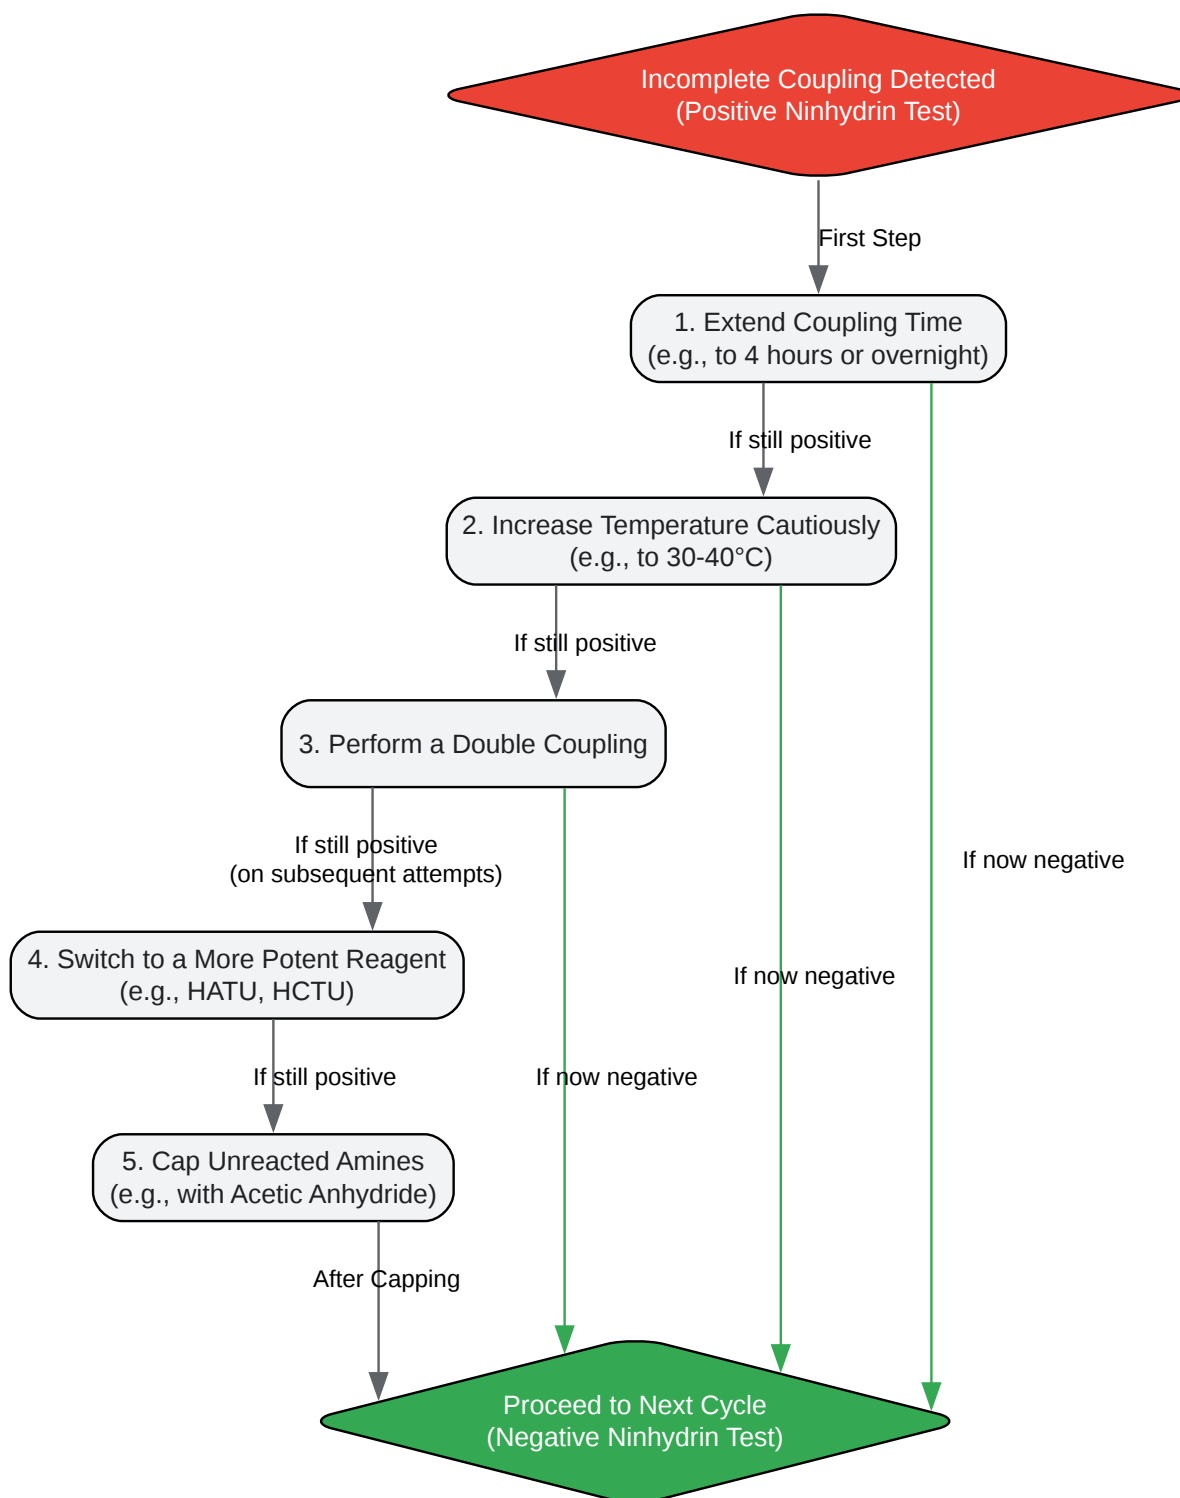 Incomplete Coupling Detected
(Positive Ninhydrin Test)
First Step
1. Extend Coupling Time
(e.g., to 4 hours or overnight)
If still positive
2. Increase Temperature Cautiously
(e.g., to 30-40°C)
If still positive
3. Perform a Double Coupling
If still positive
(on subsequent attempts)
If now negative
4. Switch to a More Potent Reagent
(e.g., HATU, HCTU)
If now negative
If still positive
If now negative
5. Cap Unreacted Amines
(e.g., with Acetic Anhydride)
After Capping
Proceed to Next Cycle
(Negative Ninhydrin Test)